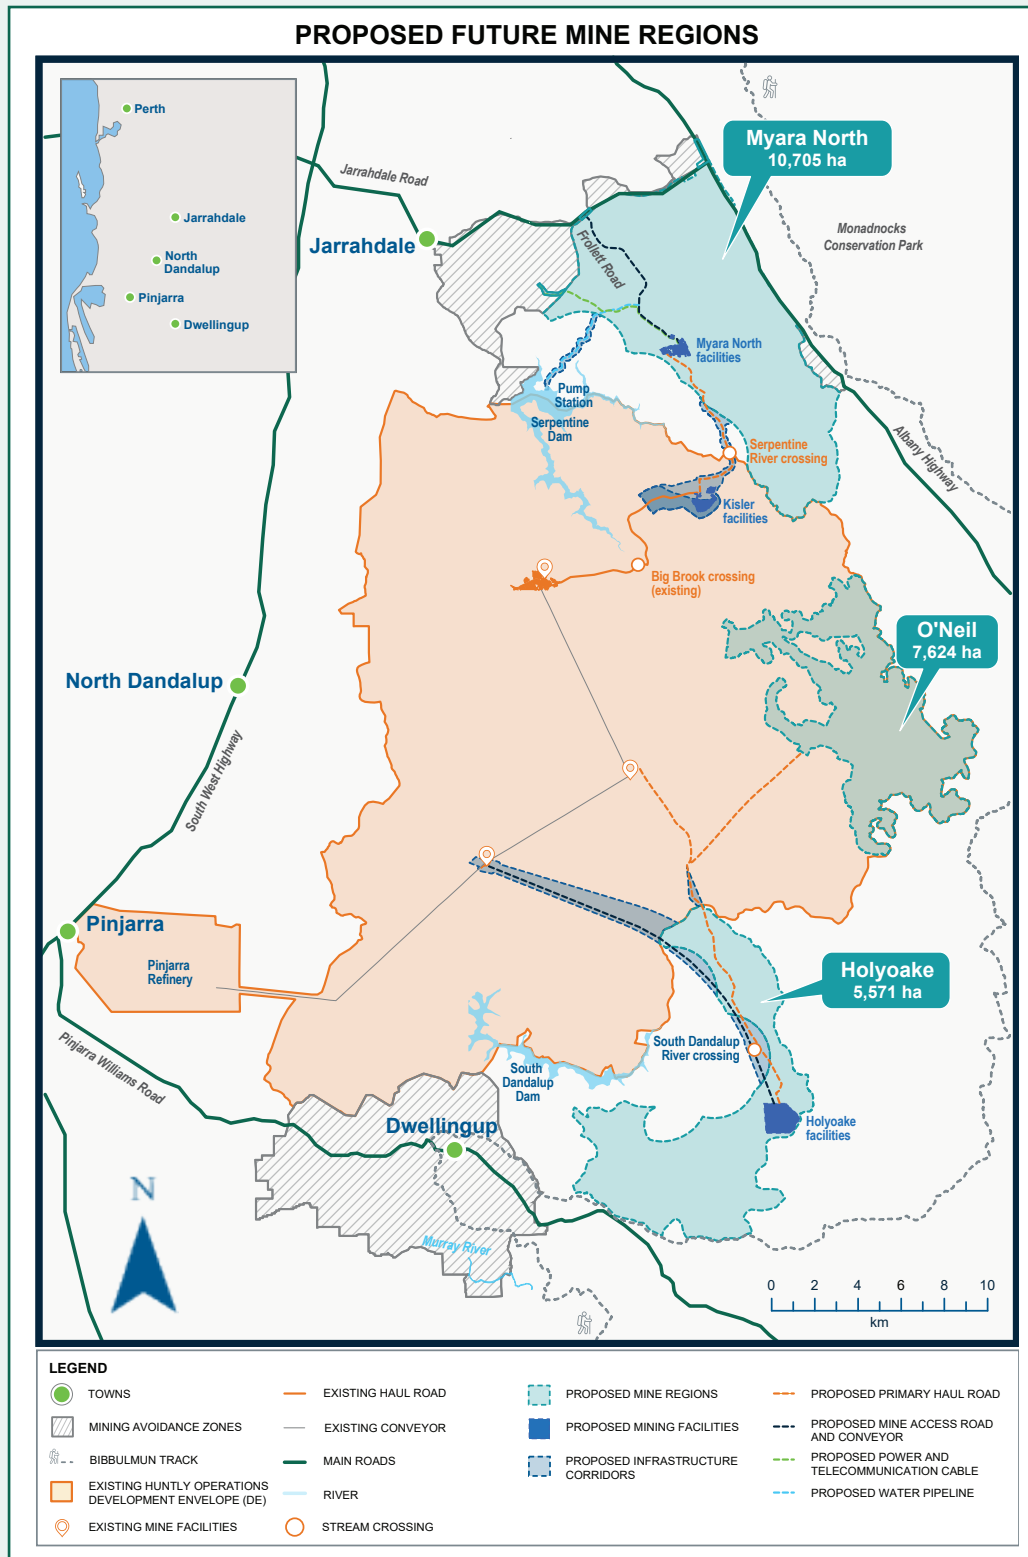 PROPOSED FUTURE MINE REGIONS
Perth
Jarrahdale
North
Dandalup
Pinjarra
Dwellingup
Jarrahdale Road
Jarrahdale
Frollett Road
Myara North
10,705 ha
Monadnocks
Conservation Park
Myara North
facilities
Pump
Station
Serpentine
Dam
Serpentine
River crossing
Albany Highway
Kisler
facilities
Big Brook crossing
(existing)
O'Neil
7,624 ha
North Dandalup
South West Highway
Pinjarra
Pinjarra
Refinery
Holyoake
5,571 ha
Pinjarra Williams Road
South Dandalup
River crossing
South
Dandalup
Dam
Dwellingup
Holyoake
facilities
Murray River
N
0 2 4 6 8 10
km
LEGEND
TOWNS
MINING AVOIDANCE ZONES
BIBBULMUN TRACK
EXISTING HUNTLY OPERATIONS
DEVELOPMENT ENVELOPE (DE)
EXISTING MINE FACILITIES
EXISTING HAUL ROAD
EXISTING CONVEYOR
MAIN ROADS
RIVER
STREAM CROSSING
PROPOSED MINE REGIONS
PROPOSED MINING FACILITIES
PROPOSED INFRASTRUCTURE
CORRIDORS
PROPOSED PRIMARY HAUL ROAD
PROPOSED MINE ACCESS ROAD
AND CONVEYOR
PROPOSED POWER AND
TELECOMMUNICATION CABLE
PROPOSED WATER PIPELINE